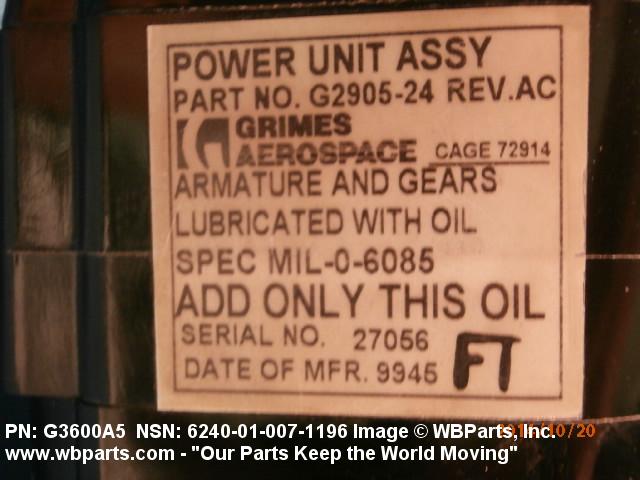 POWER UNIT ASSY
PART NO. G2905-24 REV.AC
GRIMES
AEROSPACE CAGE 72914
ARMATURE AND GEARS
LUBRICATED WITH OIL
SPEC MIL-0-6085
ADD ONLY THIS OIL
SERIAL NO. 27056
DATE OF MFR. 9945 FT
PN: G3600A5 NSN: 6240-01-007-1196 Image © WBParts, Inc.
www.wbparts.com - "Our Parts Keep the World Moving"